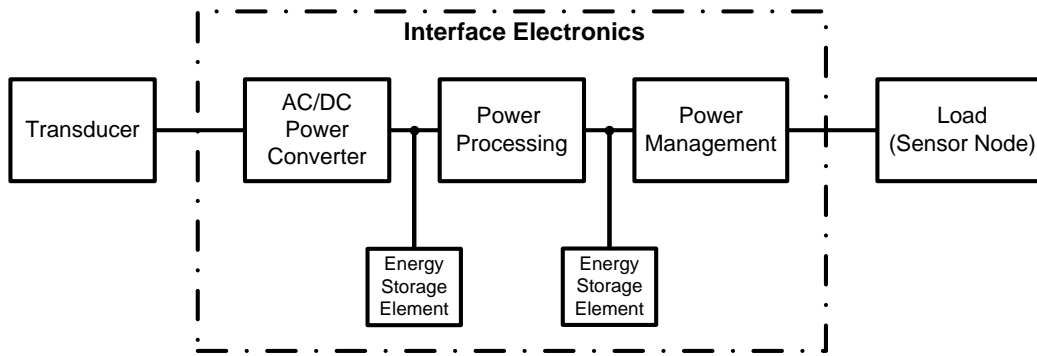 Interface Electronics
Transducer
AC/DC
Power
Converter
Power
Processing
Power
Management
Load
(Sensor Node)
Energy
Storage
Element
Energy
Storage
Element